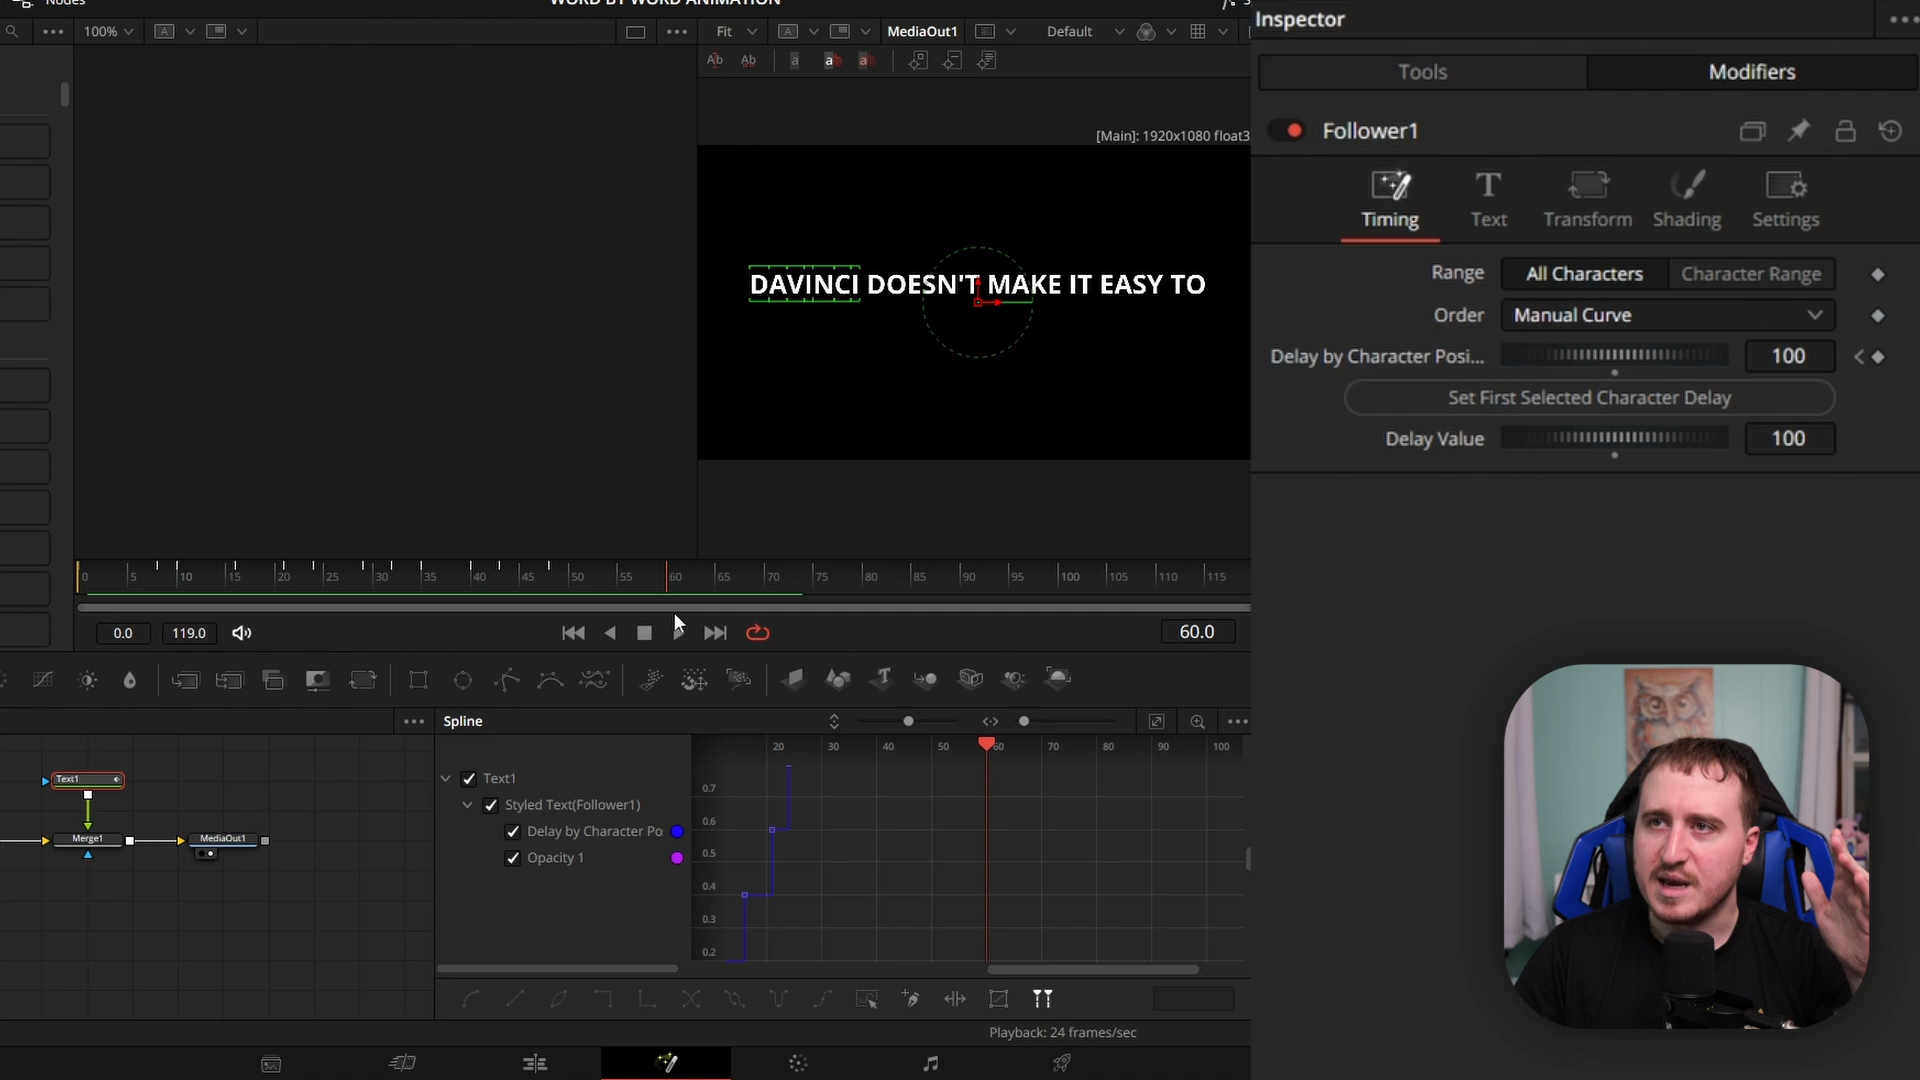 Nodes
WORD BY WORD ANIMATION
Inspector
100%
Fit
MediaOut1
Default
Tools
Modifiers
[Main]: 1920x1080 float3
Follower1
Timing
Text
Transform
Shading
Settings
DAVINCI DOESN'T MAKE IT EASY TO
Range
All Characters
Character Range
Order
Manual Curve
Delay by Character Posi...
100
Set First Selected Character Delay
Delay Value
100
0 5 10 15 20 25 30 35 40 45 50 55 60 65 70 75 80 85 90 95 100 105 110 115
0.0
119.0
60.0
Spline
20 30 40 50 60 70 80 90 100
Text1
Merge1
MediaOut1
Text1
Styled Text(Follower1)
Delay by Character Po
Opacity 1
0.7
0.6
0.5
0.4
0.3
0.2
Playback: 24 frames/sec